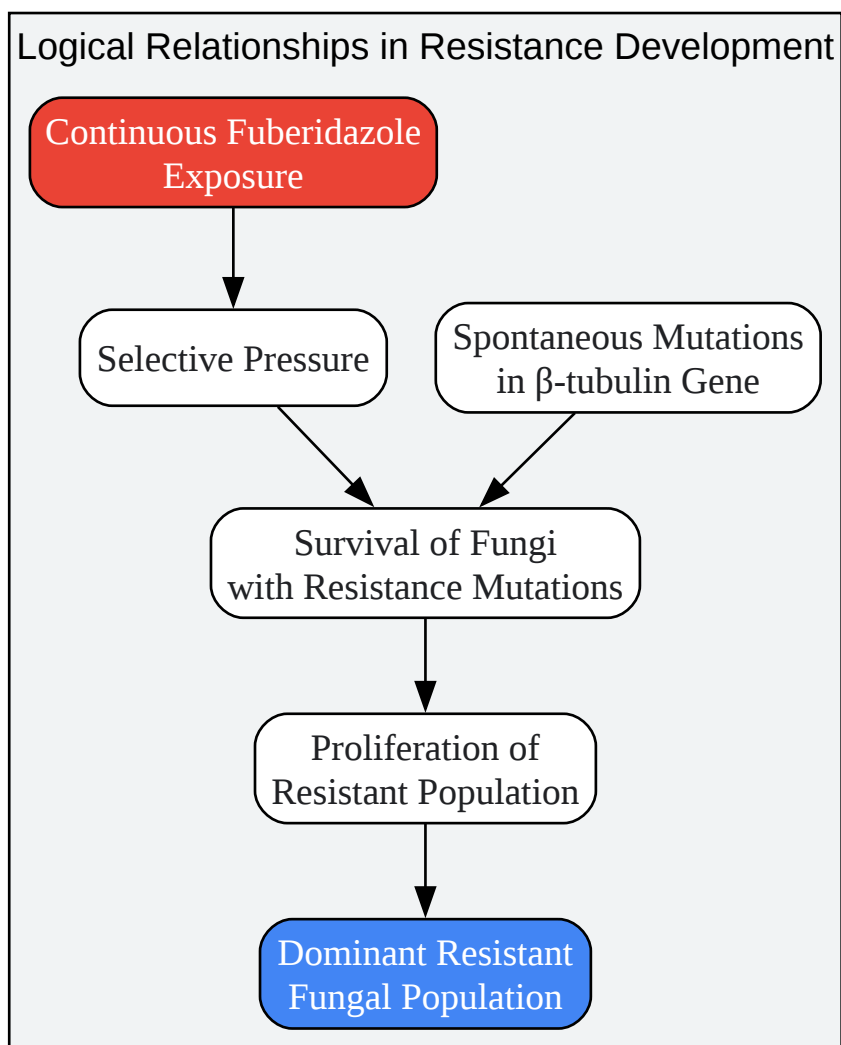 Logical Relationships in Resistance Development
Continuous Fuberidazole
Exposure
Selective Pressure
Spontaneous Mutations
in β-tubulin Gene
Survival of Fungi
with Resistance Mutations
Proliferation of
Resistant Population
Dominant Resistant
Fungal Population